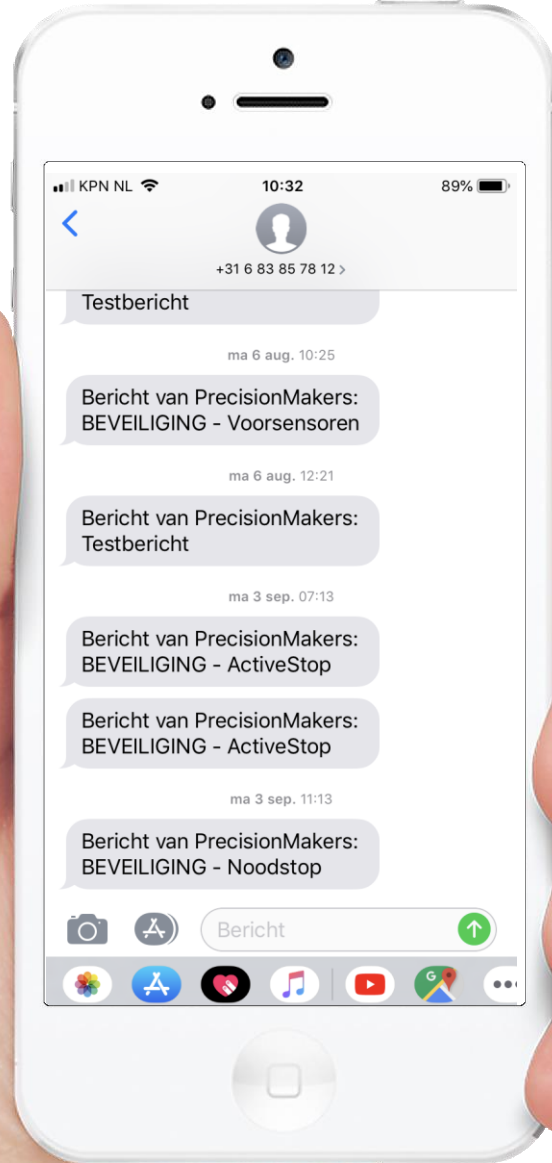 KPN NL
10:32
89%
+31 6 83 85 78 12 >
Testbericht
ma 6 aug. 10:25
Bericht van PrecisionMakers:
BEVEILIGING - Voorsensoren
ma 6 aug. 12:21
Bericht van PrecisionMakers:
Testbericht
ma 3 sep. 07:13
Bericht van PrecisionMakers:
BEVEILIGING - ActiveStop
Bericht van PrecisionMakers:
BEVEILIGING - ActiveStop
ma 3 sep. 11:13
Bericht van PrecisionMakers:
BEVEILIGING - Noodstop
Bericht
G